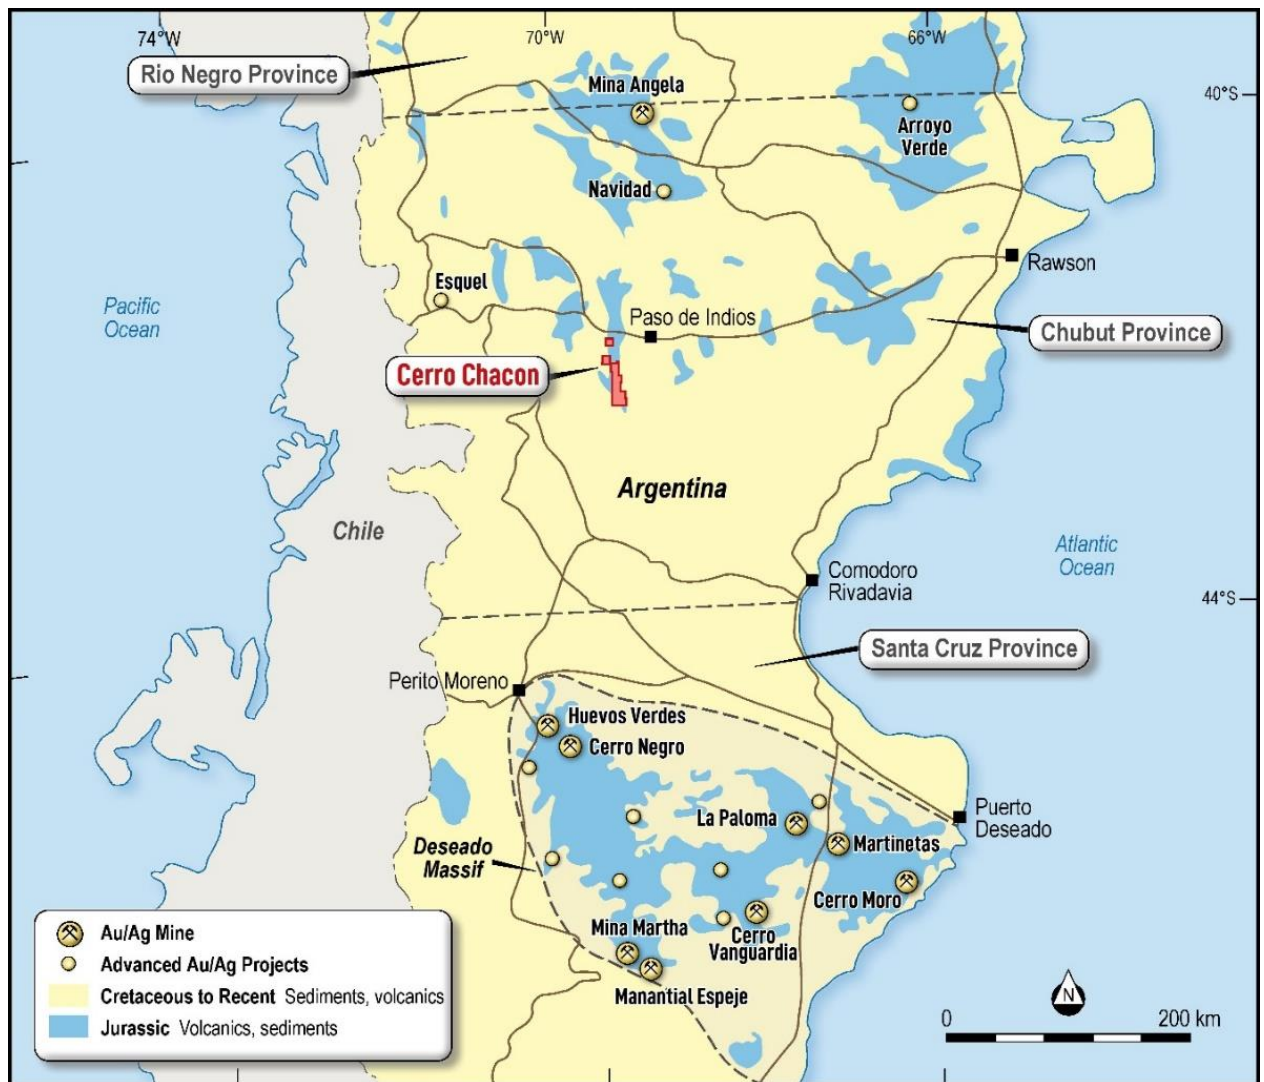 74°W
70°W
66°W
Rio Negro Province
Mina Angela
40°S
Arroyo
Verde
Navidad
Rawson
Esquel
Pacific
Ocean
Paso de Indios
Chubut Province
Cerro Chacon
Argentina
Chile
Atlantic
Ocean
Comodoro
Rivadavia
44°S
Santa Cruz Province
Perito Moreno
Huevos Verdes
Cerro Negro
La Paloma
Puerto
Deseado
Martinetas
Deseado
Massif
Cerro Moro
Mina Martha
Cerro
Vanguardia
Manantial Espeje
Au/Ag Mine
Advanced Au/Ag Projects
Cretaceous to Recent Sediments, volcanics
Jurassic Volcanics, sediments
N
0 200 km